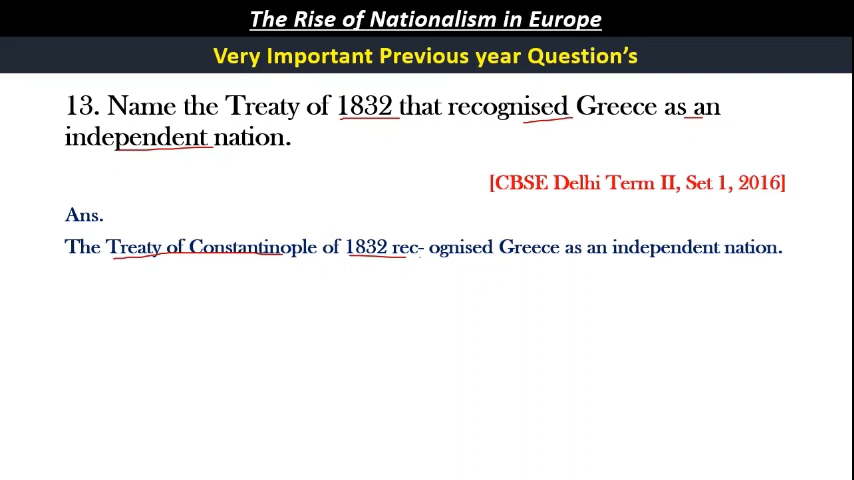 The Rise of Nationalism in Europe
Very Important Previous year Question's
13. Name the Treaty of 1832 that recognised Greece as an
independent nation.
[CBSE Delhi Term II, Set 1, 2016]
Ans.
The Treaty of Constantinople of 1832 rec- ognised Greece as an independent nation.